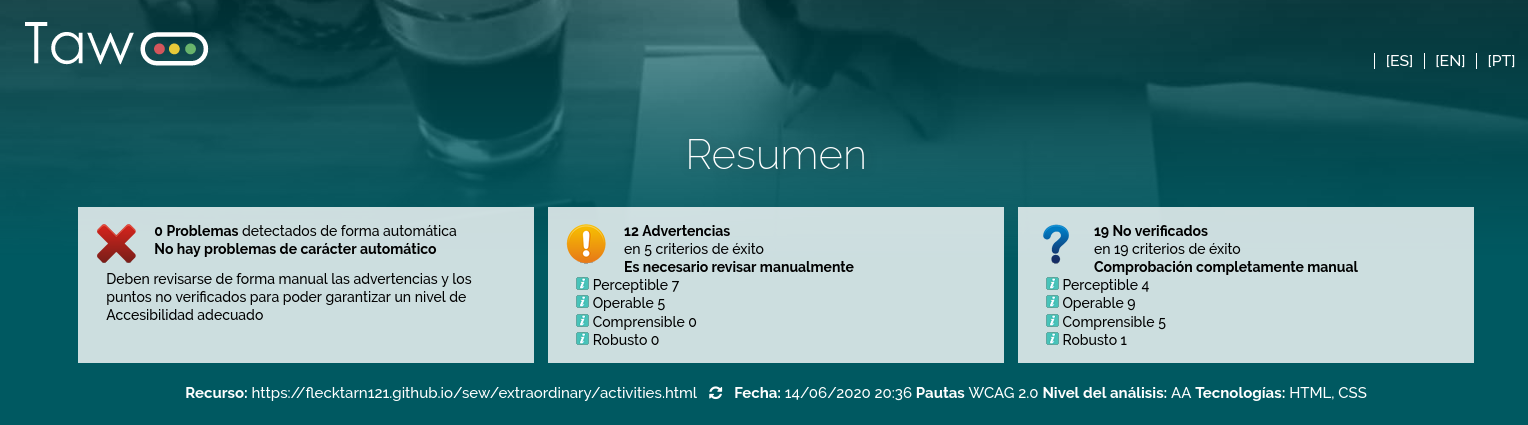 Taw
[ES] [EN] [PT]
Resumen
0 Problemas detectados de forma automática
No hay problemas de carácter automático
Deben revisarse de forma manual las advertencias y los
puntos no verificados para poder garantizar un nivel de
Accesibilidad adecuado
12 Advertencias
en 5 criterios de éxito
Es necesario revisar manualmente
Perceptible 7
Operable 5
Comprensible 0
Robusto 0
19 No verificados
en 19 criterios de éxito
Comprobación completamente manual
Perceptible 4
Operable 9
Comprensible 5
Robusto 1
Recurso: https://flecktarn121.github.io/sew/extraordinary/activities.html Fecha: 14/06/2020 20:36 Pautas WCAG 2.0 Nivel del análisis: AA Tecnologías: HTML, CSS